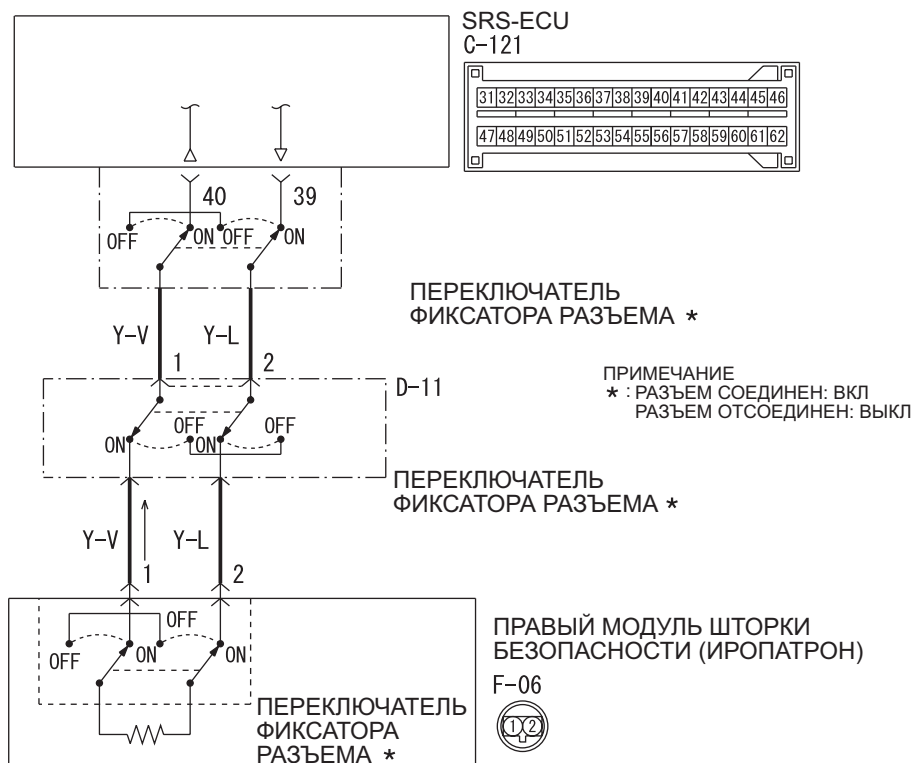 SRS-ECU
C-121
31 32 33 34 35 36 37 38 39 40 41 42 43 44 45 46
47 48 49 50 51 52 53 54 55 56 57 58 59 60 61 62
40 39
OFF ON OFF ON
ПЕРЕКЛЮЧАТЕЛЬ
ФИКСАТОРА РАЗЪЕМА *
Y-V Y-L
1 2
D-11
ПРИМЕЧАНИЕ
* : РАЗЪЕМ СОЕДИНЕН: ВКЛ
РАЗЪЕМ ОТСОЕДИНЕН: ВЫКЛ
OFF OFF
ON ON
ПЕРЕКЛЮЧАТЕЛЬ
ФИКСАТОРА РАЗЪЕМА *
Y-V Y-L
1 2
OFF
OFF ON ON
ПРАВЫЙ МОДУЛЬ ШТОРКИ
БЕЗОПАСНОСТИ (ИРОПАТРОН)
F-06
1 2
ПЕРЕКЛЮЧАТЕЛЬ
ФИКСАТОРА
РАЗЪЕМА *